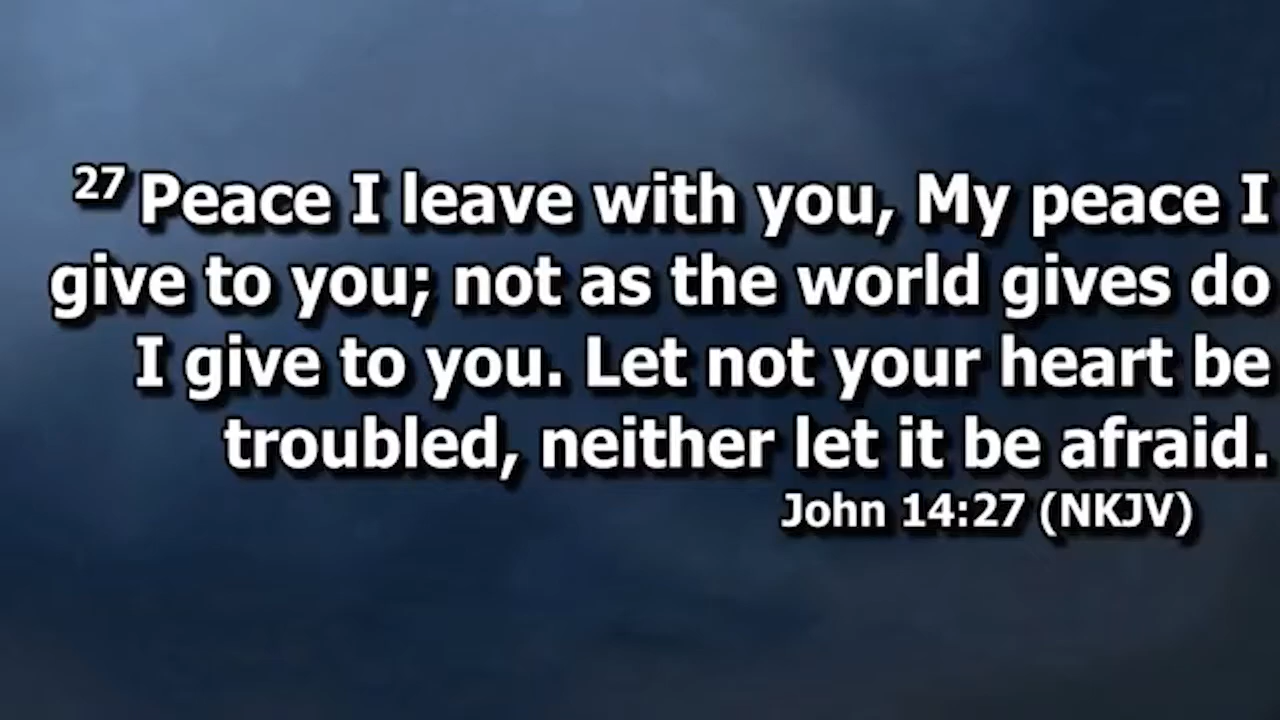 27 Peace I leave with you, My peace I
give to you; not as the world gives do
I give to you. Let not your heart be
troubled, neither let it be afraid.
John 14:27 (NKJV)